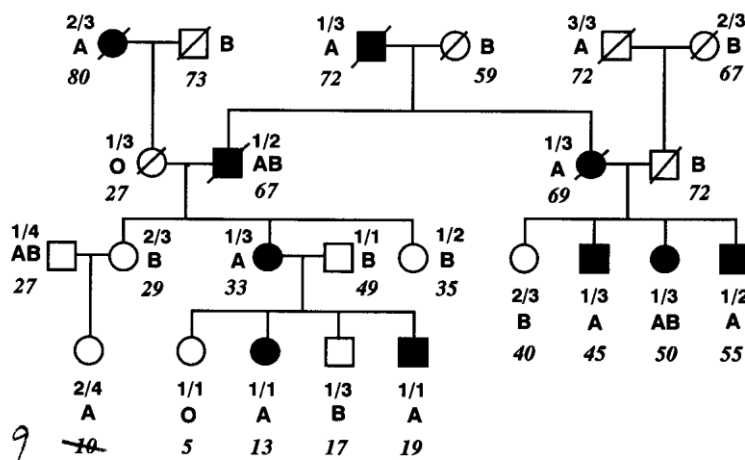 2/3 1/3 3/3 2/3
A B A B A B
80 73 72 59 72 67
1/3 1/2 1/3
O AB A B
27 67 69 72
1/4 2/3 1/3 1/1 1/2
AB B A B B
27 29 33 49 35
2/3 1/3 1/3 1/2
B A AB A
40 45 50 55
2/4 1/1 1/1 1/3 1/1
A O A B A
9 10 5 13 17 19